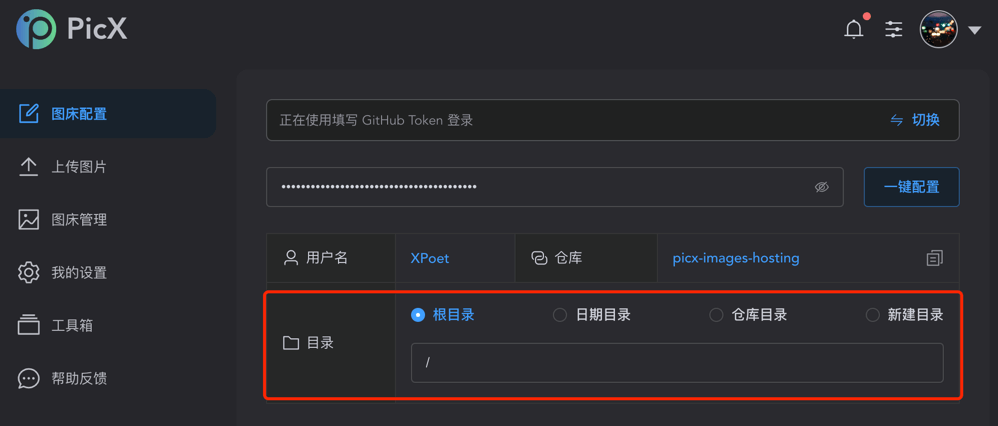 PicX
图床配置
上传图片
图床管理
我的设置
工具箱
帮助反馈
正在使用填写 GitHub Token 登录
切换
••••••••••••••••••••••••••••••••••••••••
一键配置
用户名 XPoet 仓库 picx-images-hosting
目录
根目录 日期目录 仓库目录 新建目录
/